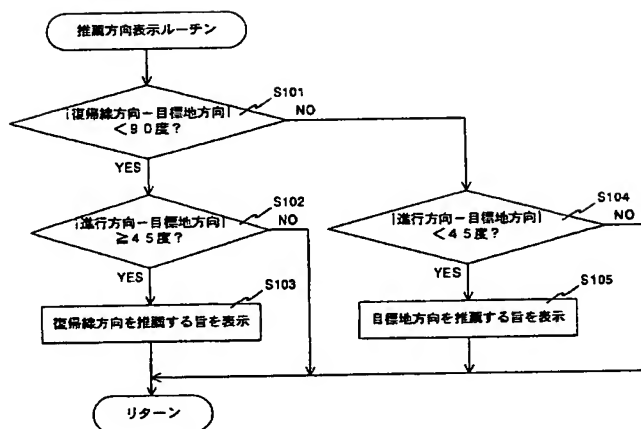 推薦方向表示ルーチン
S101
|復帰線方向－目標地方向|
＜90度？
NO
YES
S102
|進行方向－目標地方向|
≧45度？
NO
YES
S104
|進行方向－目標地方向|
＜45度？
NO
YES
S103
復帰線方向を推薦する旨を表示
S105
目標地方向を推薦する旨を表示
リターン